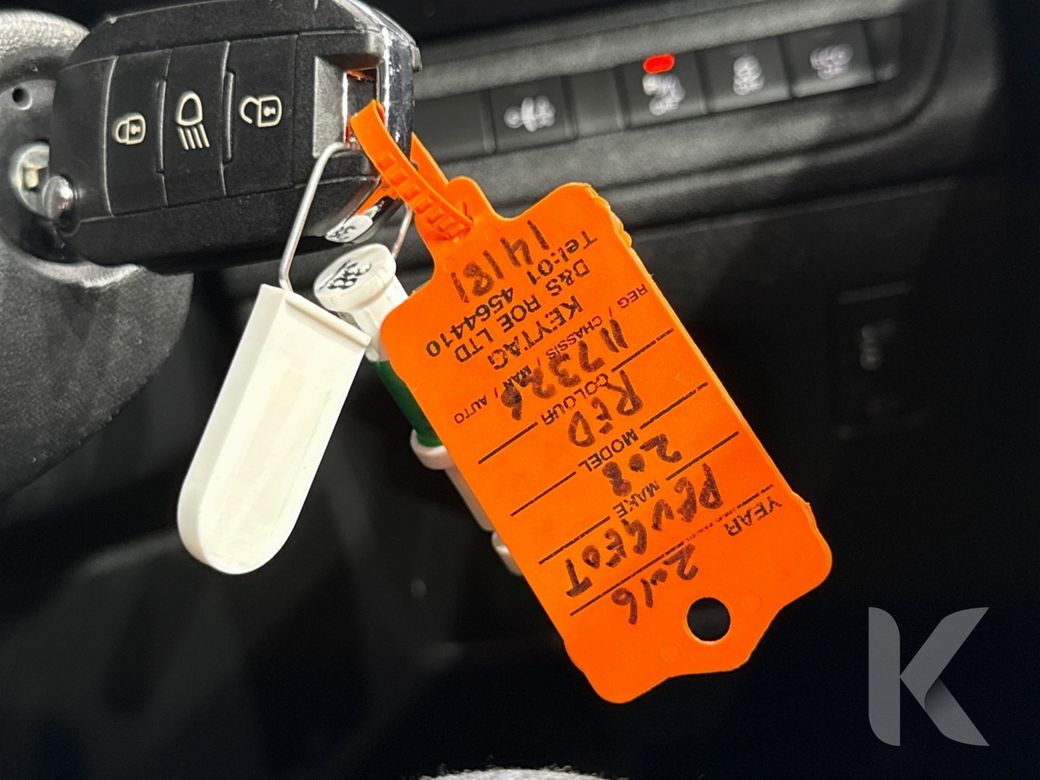 2016
YEAR
PEUGEOT
MAKE
208
MODEL
RED
COLOUR
117326
REG / CHASSIS / MAN / AUTO
KEYTAG
D&S ROE LTD
Tel:01 4564410
14181
K